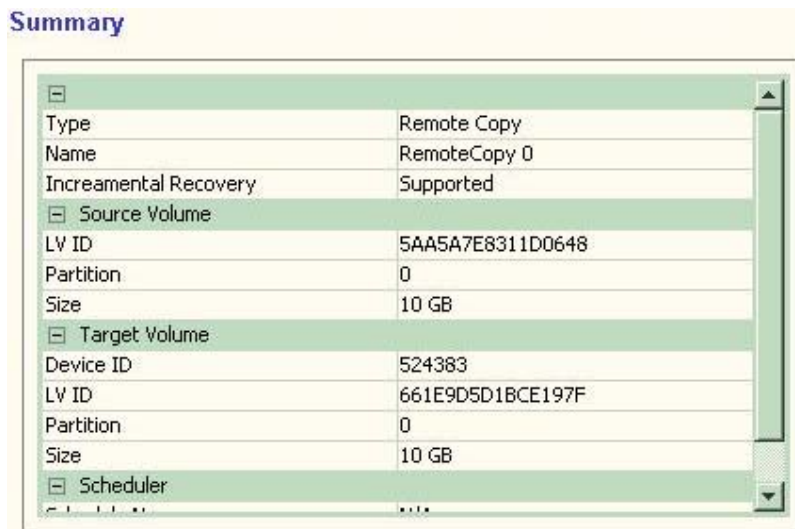 Summary
Type Remote Copy
Name RemoteCopy 0
Increamental Recovery Supported
Source Volume
LV ID 5AA5A7E8311D0648
Partition 0
Size 10 GB
Target Volume
Device ID 524383
LV ID 661E9D5D1BCE197F
Partition 0
Size 10 GB
Scheduler